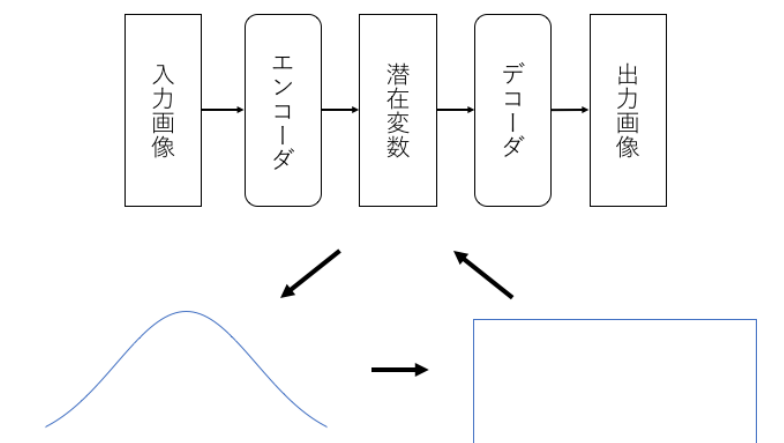 入力画像
エンコーダ
潜在変数
デコーダ
出力画像